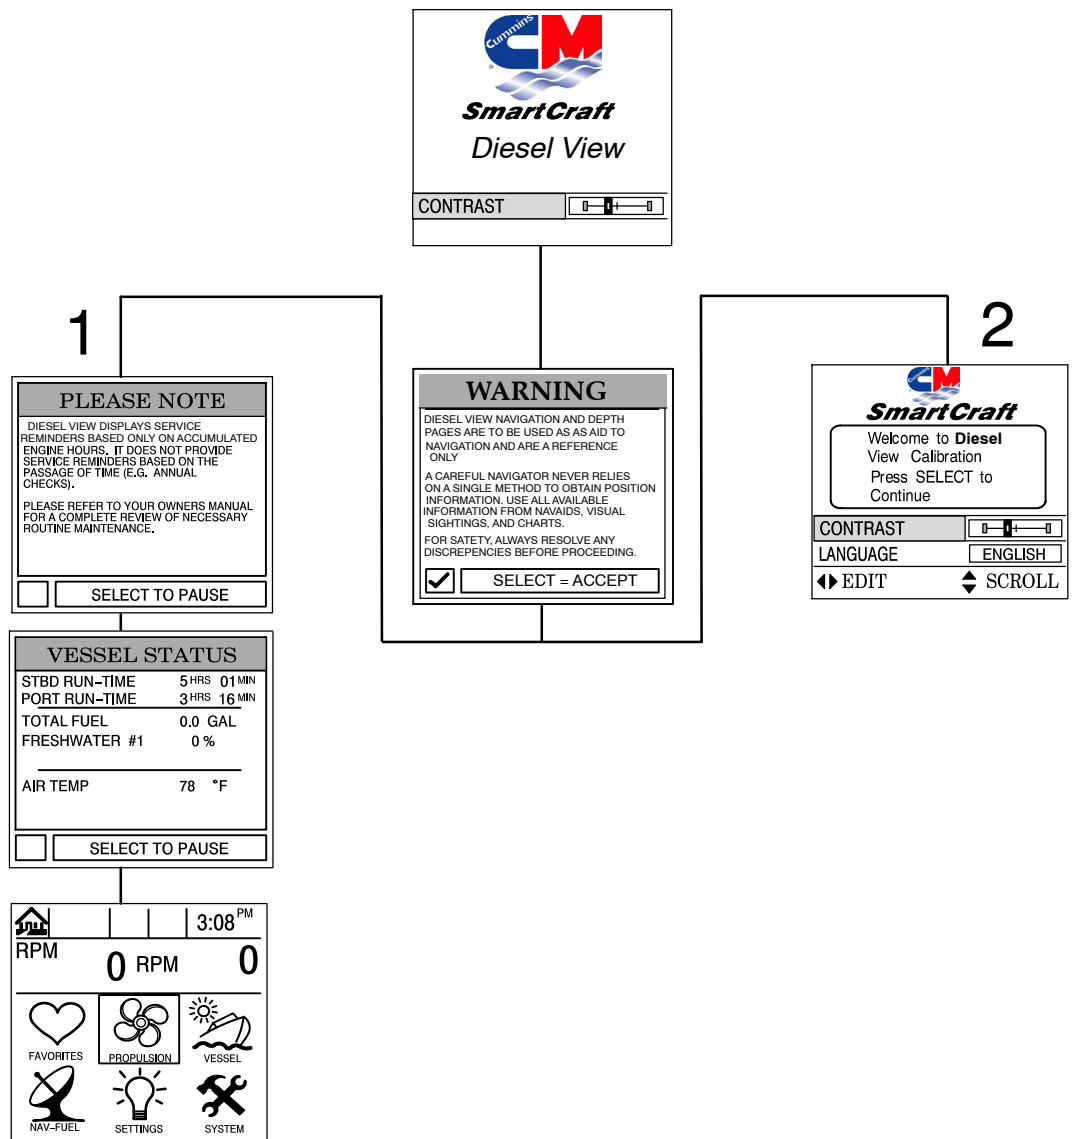 Cummins
CM
®
SmartCraft
Diesel View
CONTRAST
1
PLEASE NOTE
DIESEL VIEW DISPLAYS SERVICE
REMINDERS BASED ONLY ON ACCUMULATED
ENGINE HOURS. IT DOES NOT PROVIDE
SERVICE REMINDERS BASED ON THE
PASSAGE OF TIME (E.G. ANNUAL
CHECKS).
PLEASE REFER TO YOUR OWNERS MANUAL
FOR A COMPLETE REVIEW OF NECESSARY
ROUTINE MAINTENANCE.
SELECT TO PAUSE
VESSEL STATUS
STBD RUN–TIME 5 HRS 01 MIN
PORT RUN–TIME 3 HRS 16 MIN
TOTAL FUEL 0.0 GAL
FRESHWATER #1 0 %
AIR TEMP 78 °F
SELECT TO PAUSE
3:08 PM
RPM 0 RPM 0
FAVORITES PROPULSION VESSEL
NAV–FUEL SETTINGS SYSTEM
WARNING
DIESEL VIEW NAVIGATION AND DEPTH
PAGES ARE TO BE USED AS AS AID TO
NAVIGATION AND ARE A REFERENCE
ONLY
A CAREFUL NAVIGATOR NEVER RELIES
ON A SINGLE METHOD TO OBTAIN POSITION
INFORMATION. USE ALL AVAILABLE
INFORMATION FROM NAVAIDS, VISUAL
SIGHTINGS, AND CHARTS.
FOR SATETY, ALWAYS RESOLVE ANY
DISCREPENCIES BEFORE PROCEEDING.
SELECT = ACCEPT
2
Cummins
CM
SmartCraft
Welcome to Diesel
View Calibration
Press SELECT to
Continue
CONTRAST
LANGUAGE ENGLISH
EDIT SCROLL